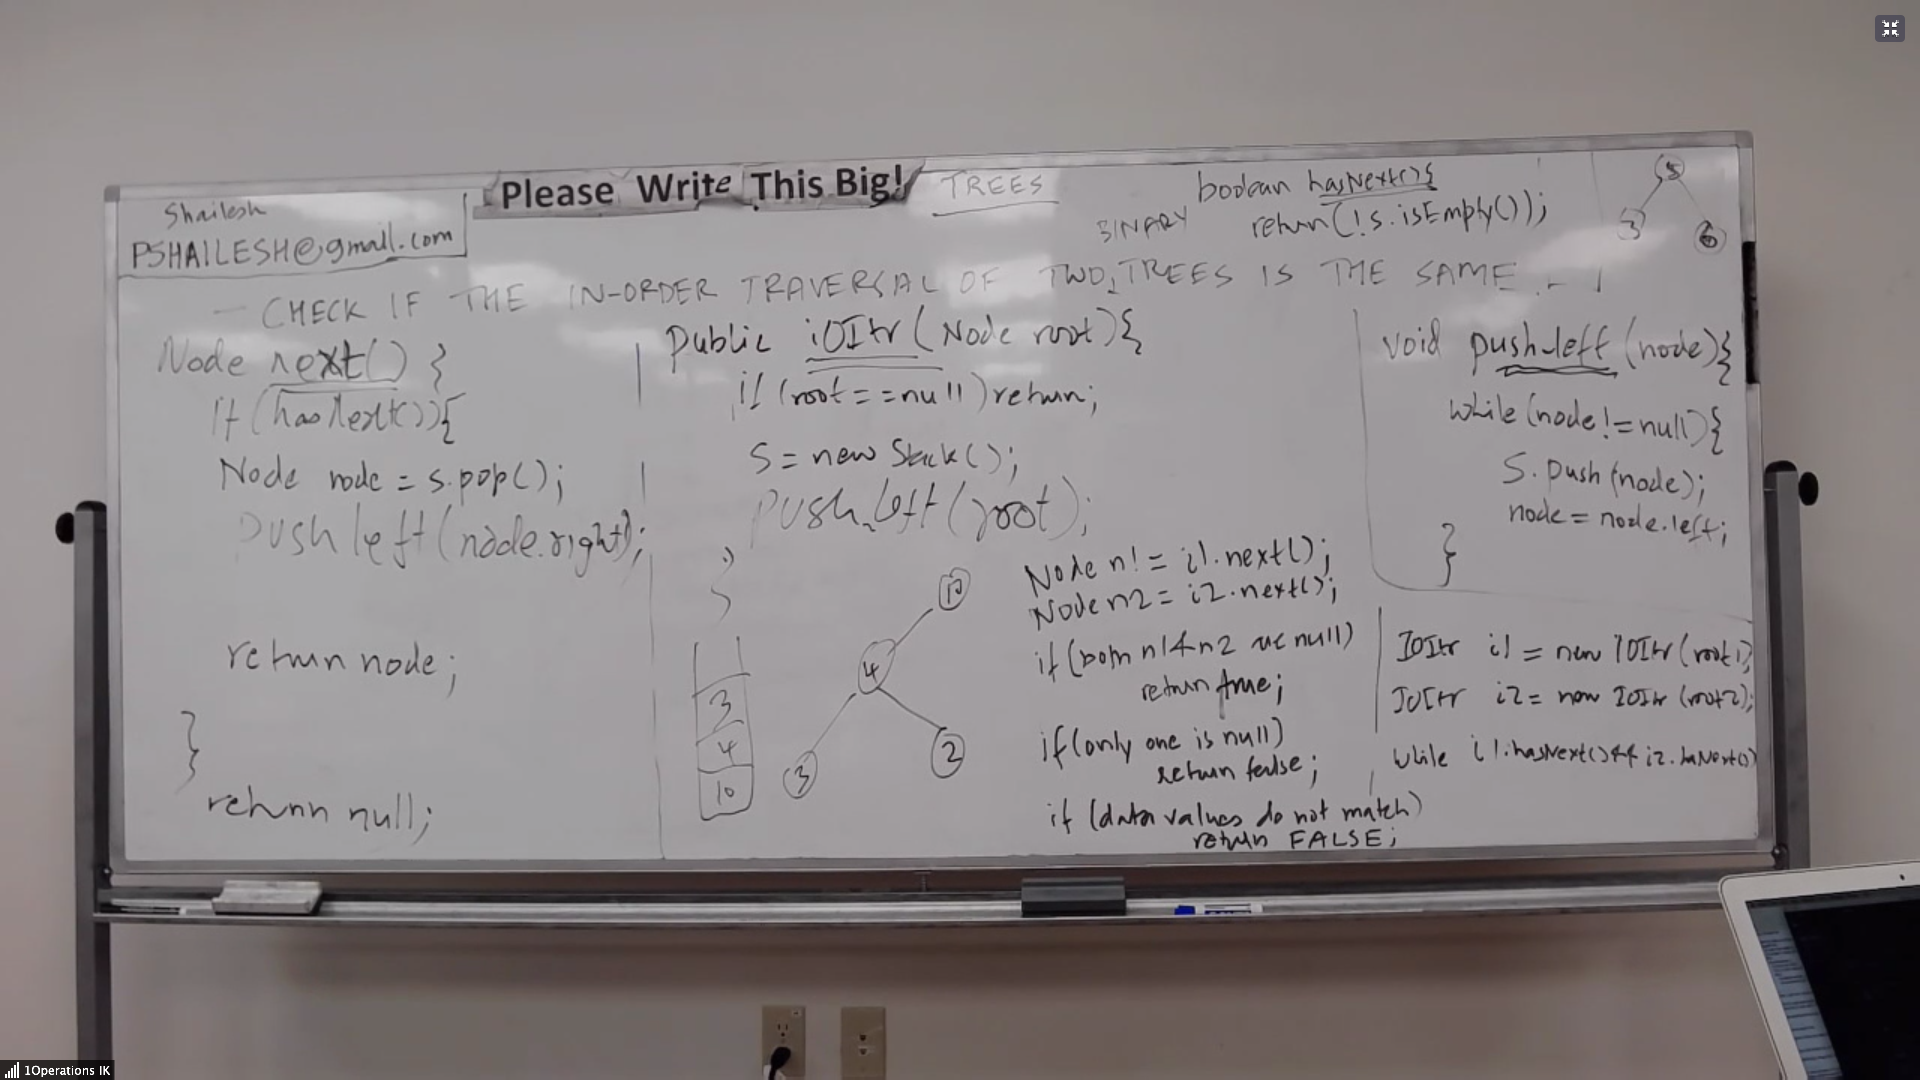 Please Write This Big!
TREES
Shailesh
PSHAILESH@gmail.com
boolean hasNext(){
return(!s.isEmpty());
BINARY
5
3
6
- CHECK IF THE IN-ORDER TRAVERSAL OF TWO TREES IS THE SAME.
Node next() {
if (hasNext()){
Node node = s.pop();
push left (node.right);
return node;
}
return null;
public iOItr (Node root){
if (root==null) return;
S = new Stack();
push_left (root);
}
3
4
10
10
4
3
2
Node n1 = i1.next();
Node n2 = i2.next();
if (both n1 & n2 are null)
return true;
if (only one is null)
return false;
if (data values do not match)
return FALSE;
void push_left (node){
while (node != null){
S.push (node);
node = node.left;
}
IOItr i1 = new IOItr (root1);
IOItr i2 = new IOItr (root2);
while i1.hasNext() && i2.hasNext()
1Operations IK